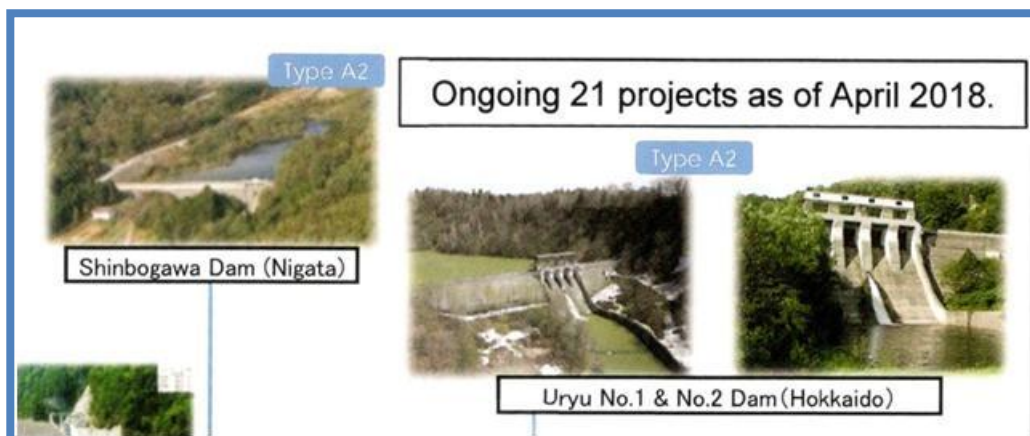 Type A2
Ongoing 21 projects as of April 2018.
Type A2
Shinbogawa Dam (Nigata)
Uryu No.1 & No.2 Dam(Hokkaido)